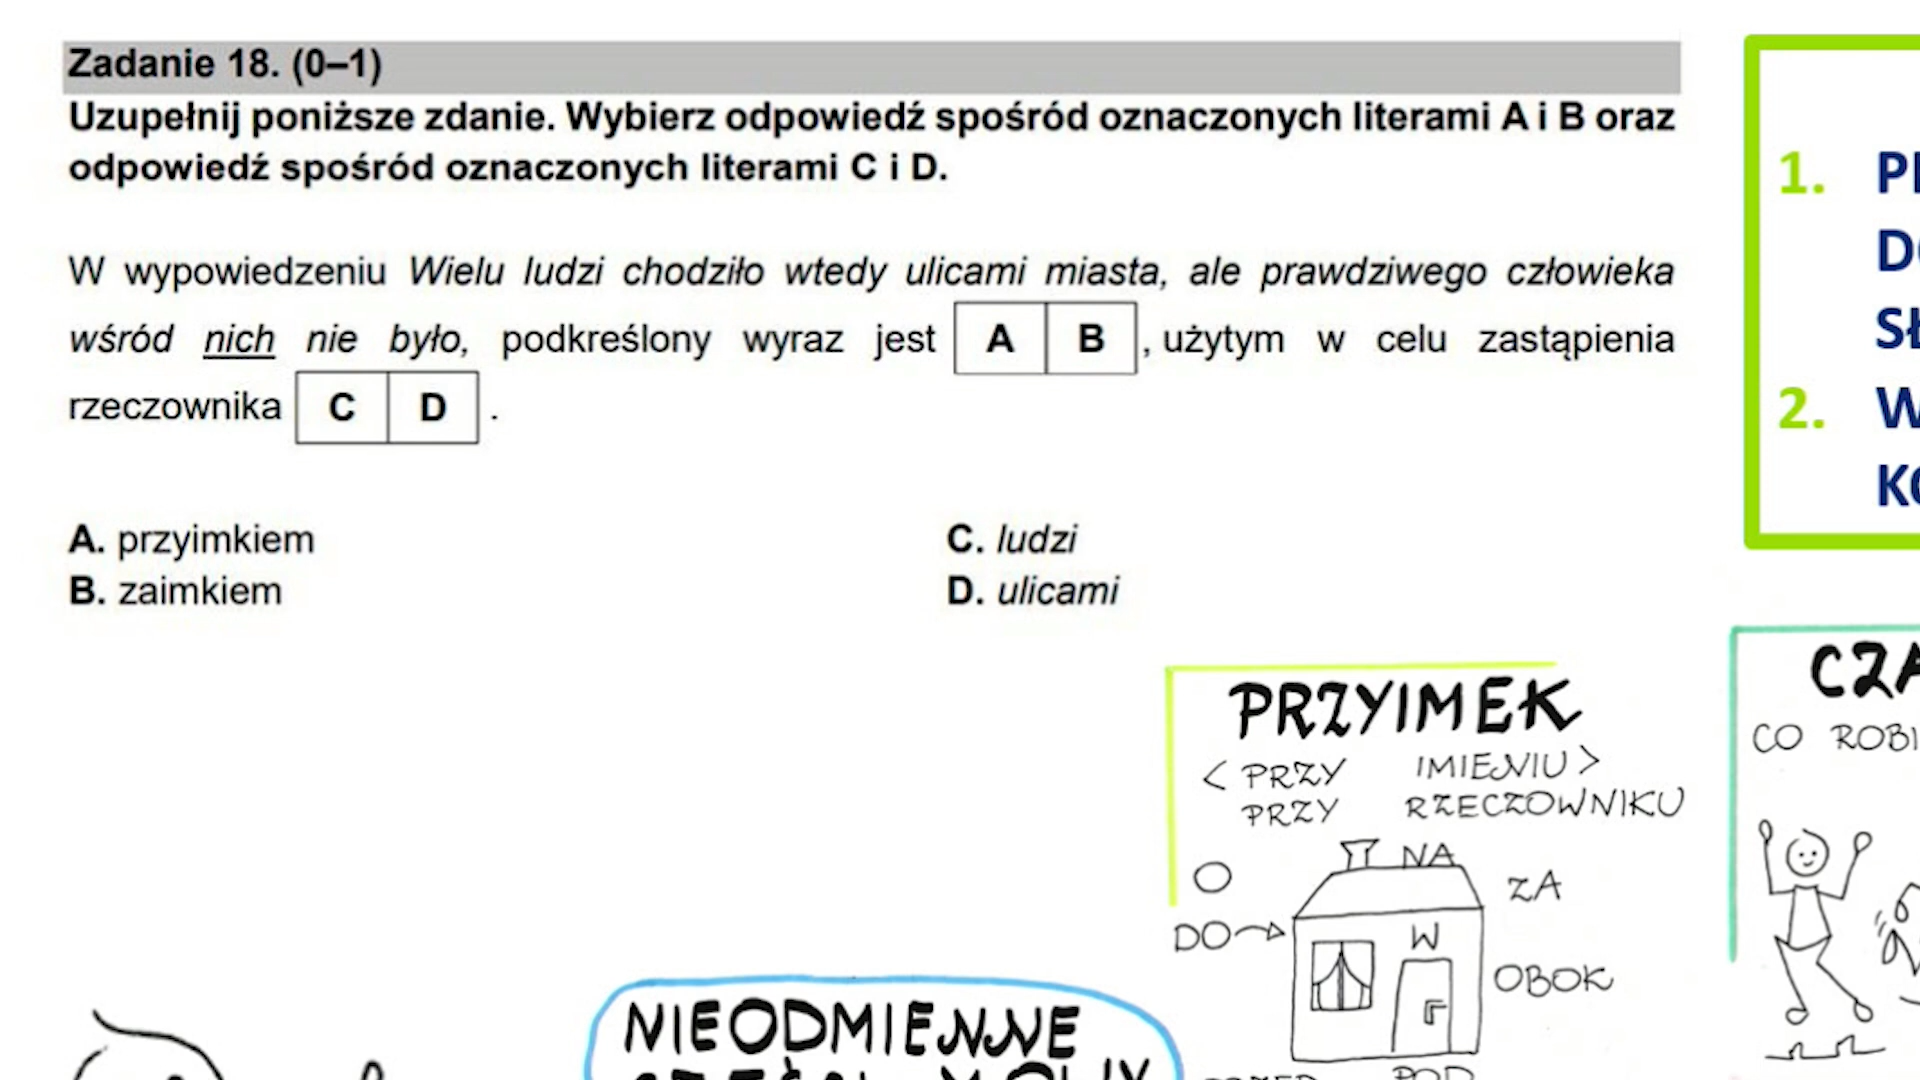 Zadanie 18. (0–1)
Uzupełnij poniższe zdanie. Wybierz odpowiedź spośród oznaczonych literami A i B oraz
odpowiedź spośród oznaczonych literami C i D.
W wypowiedzeniu Wielu ludzi chodziło wtedy ulicami miasta, ale prawdziwego człowieka
wśród nich nie było, podkreślony wyraz jest A B , użytym w celu zastąpienia
rzeczownika C D .
A. przyimkiem
B. zaimkiem
C. ludzi
D. ulicami
1.
2.
PRZYIMEK
< PRZY IMIENIU >
PRZY RZECZOWNIKU
O
NA
ZA
DO
W
OBOK
POD
CO ROBI
NIEODMIENNE